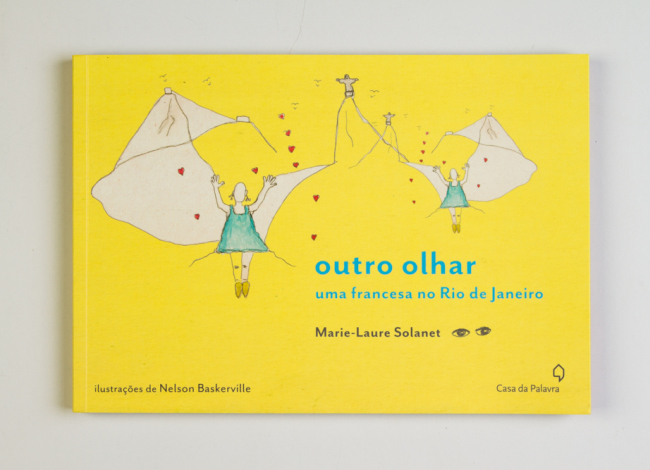 outro olhar
uma francesa no Rio de Janeiro
Marie-Laure Solanet
ilustrações de Nelson Baskerville
Casa da Palavra